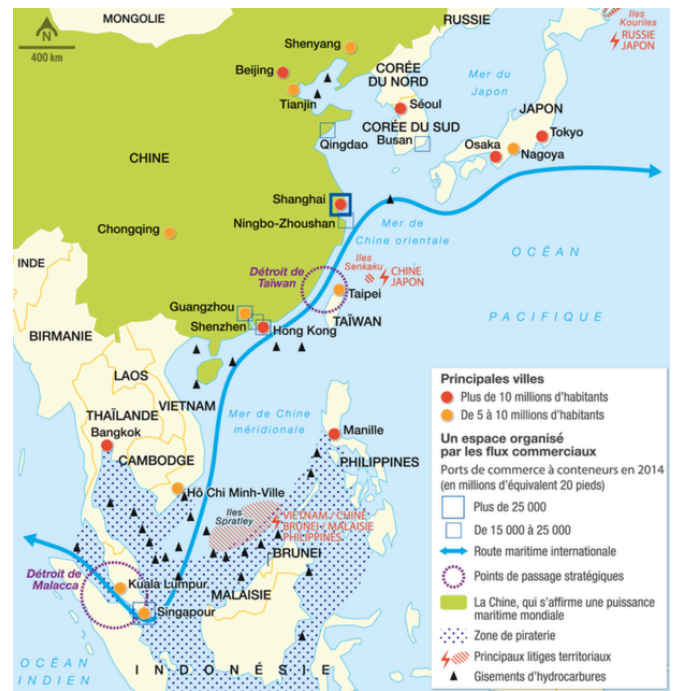 MONGOLIE
RUSSIE
Iles
Kouriles
RUSSIE
JAPON
N
400 km
Shenyang
Beijing
Tianjin
CORÉE
DU NORD
Séoul
CORÉE DU SUD
Busan
Qingdao
Mer du
Japon
JAPON
Tokyo
Osaka
Nagoya
CHINE
Shanghai
Ningbo-Zhoushan
Chongqing
Mer de
Chine orientale
OCÉAN
PACIFIQUE
INDE
Détroit de
Taïwan
Iles
Senkaku
CHINE
JAPON
Taipei
TAÏWAN
Guangzhou
Shenzhen
Hong Kong
BIRMANIE
LAOS
VIETNAM
THAÏLANDE
Bangkok
CAMBODGE
Mer de Chine
méridionale
Manille
PHILIPPINES
Hô Chi Minh-Ville
Iles
Spratley
VIETNAM / CHINE
BRUNEI / MALAISIE
PHILIPPINES
BRUNEI
MALAISIE
Détroit de
Malacca
Kuala Lumpur
Singapour
OCÉAN
INDIEN
INDONÉSIE
Principales villes
Plus de 10 millions d'habitants
De 5 à 10 millions d'habitants
Un espace organisé
par les flux commerciaux
Ports de commerce à conteneurs en 2014
(en millions d'équivalent 20 pieds)
Plus de 25 000
De 15 000 à 25 000
Route maritime internationale
Points de passage stratégiques
La Chine, qui s'affirme une puissance
maritime mondiale
Zone de piraterie
Principaux litiges territoriaux
Gisements d'hydrocarbures